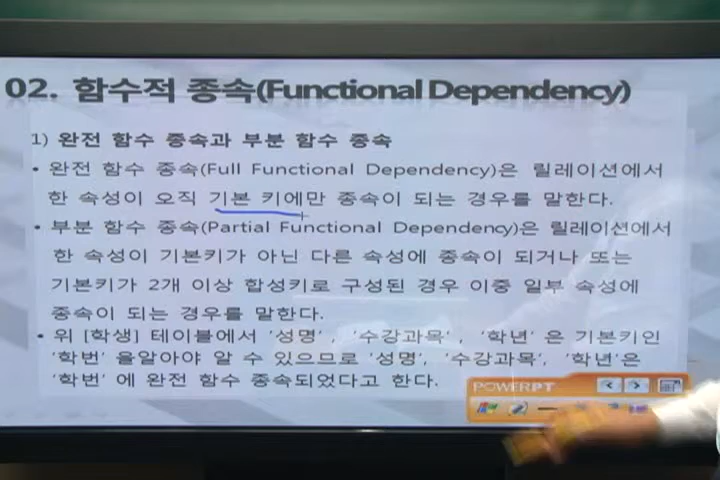 02. 함수적 종속(Functional Dependency)
1) 완전 함수 종속과 부분 함수 종속
• 완전 함수 종속(Full Functional Dependency)은 릴레이션에서
한 속성이 오직 기본 키에만 종속이 되는 경우를 말한다.
• 부분 함수 종속(Partial Functional Dependency)은 릴레이션에서
한 속성이 기본키가 아닌 다른 속성에 종속이 되거나 또는
기본키가 2개 이상 합성키로 구성된 경우 이중 일부 속성에
종속이 되는 경우를 말한다.
• 위 [학생] 테이블에서 '성명' , '수강과목' , '학년' 은 기본키인
'학번' 을알아야 알 수 있으므로 '성명', '수강과목', '학년'은
'학번' 에 완전 함수 종속되었다고 한다.
POWERPT